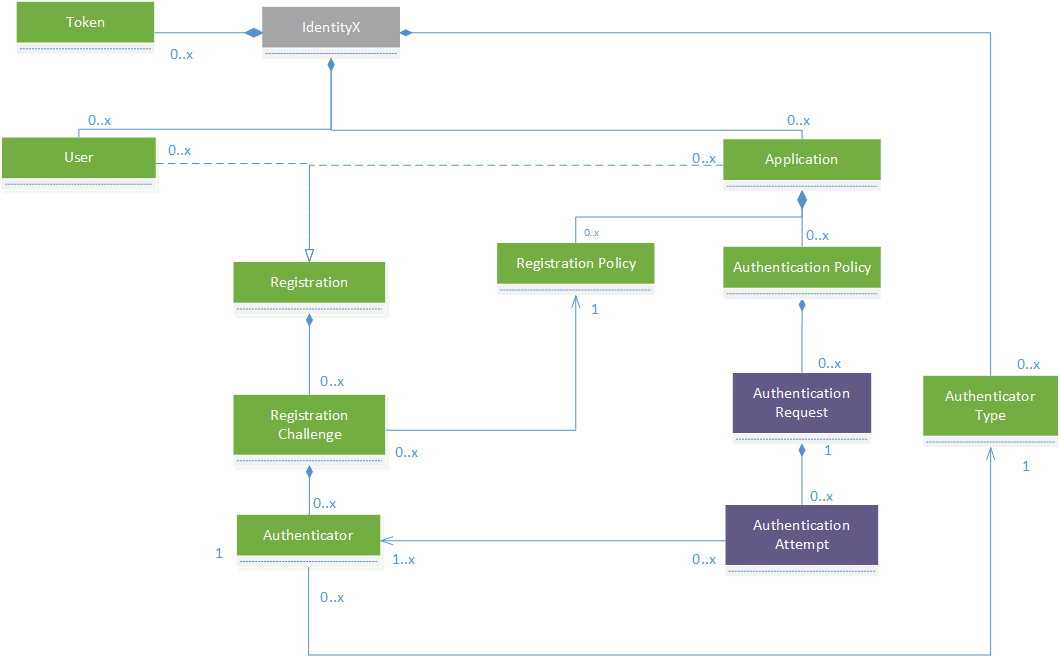 Token
IdentityX
0..x
0..x
0..x
User
0..x
0..x
Application
0..x
0..x
Registration Policy
Authentication Policy
Registration
1
0..x
0..x
0..x
Authentication
Request
Authenticator
Type
Registration
Challenge
0..x
1
1
0..x
0..x
Authenticator
Authentication
Attempt
1
1..x
0..x
0..x